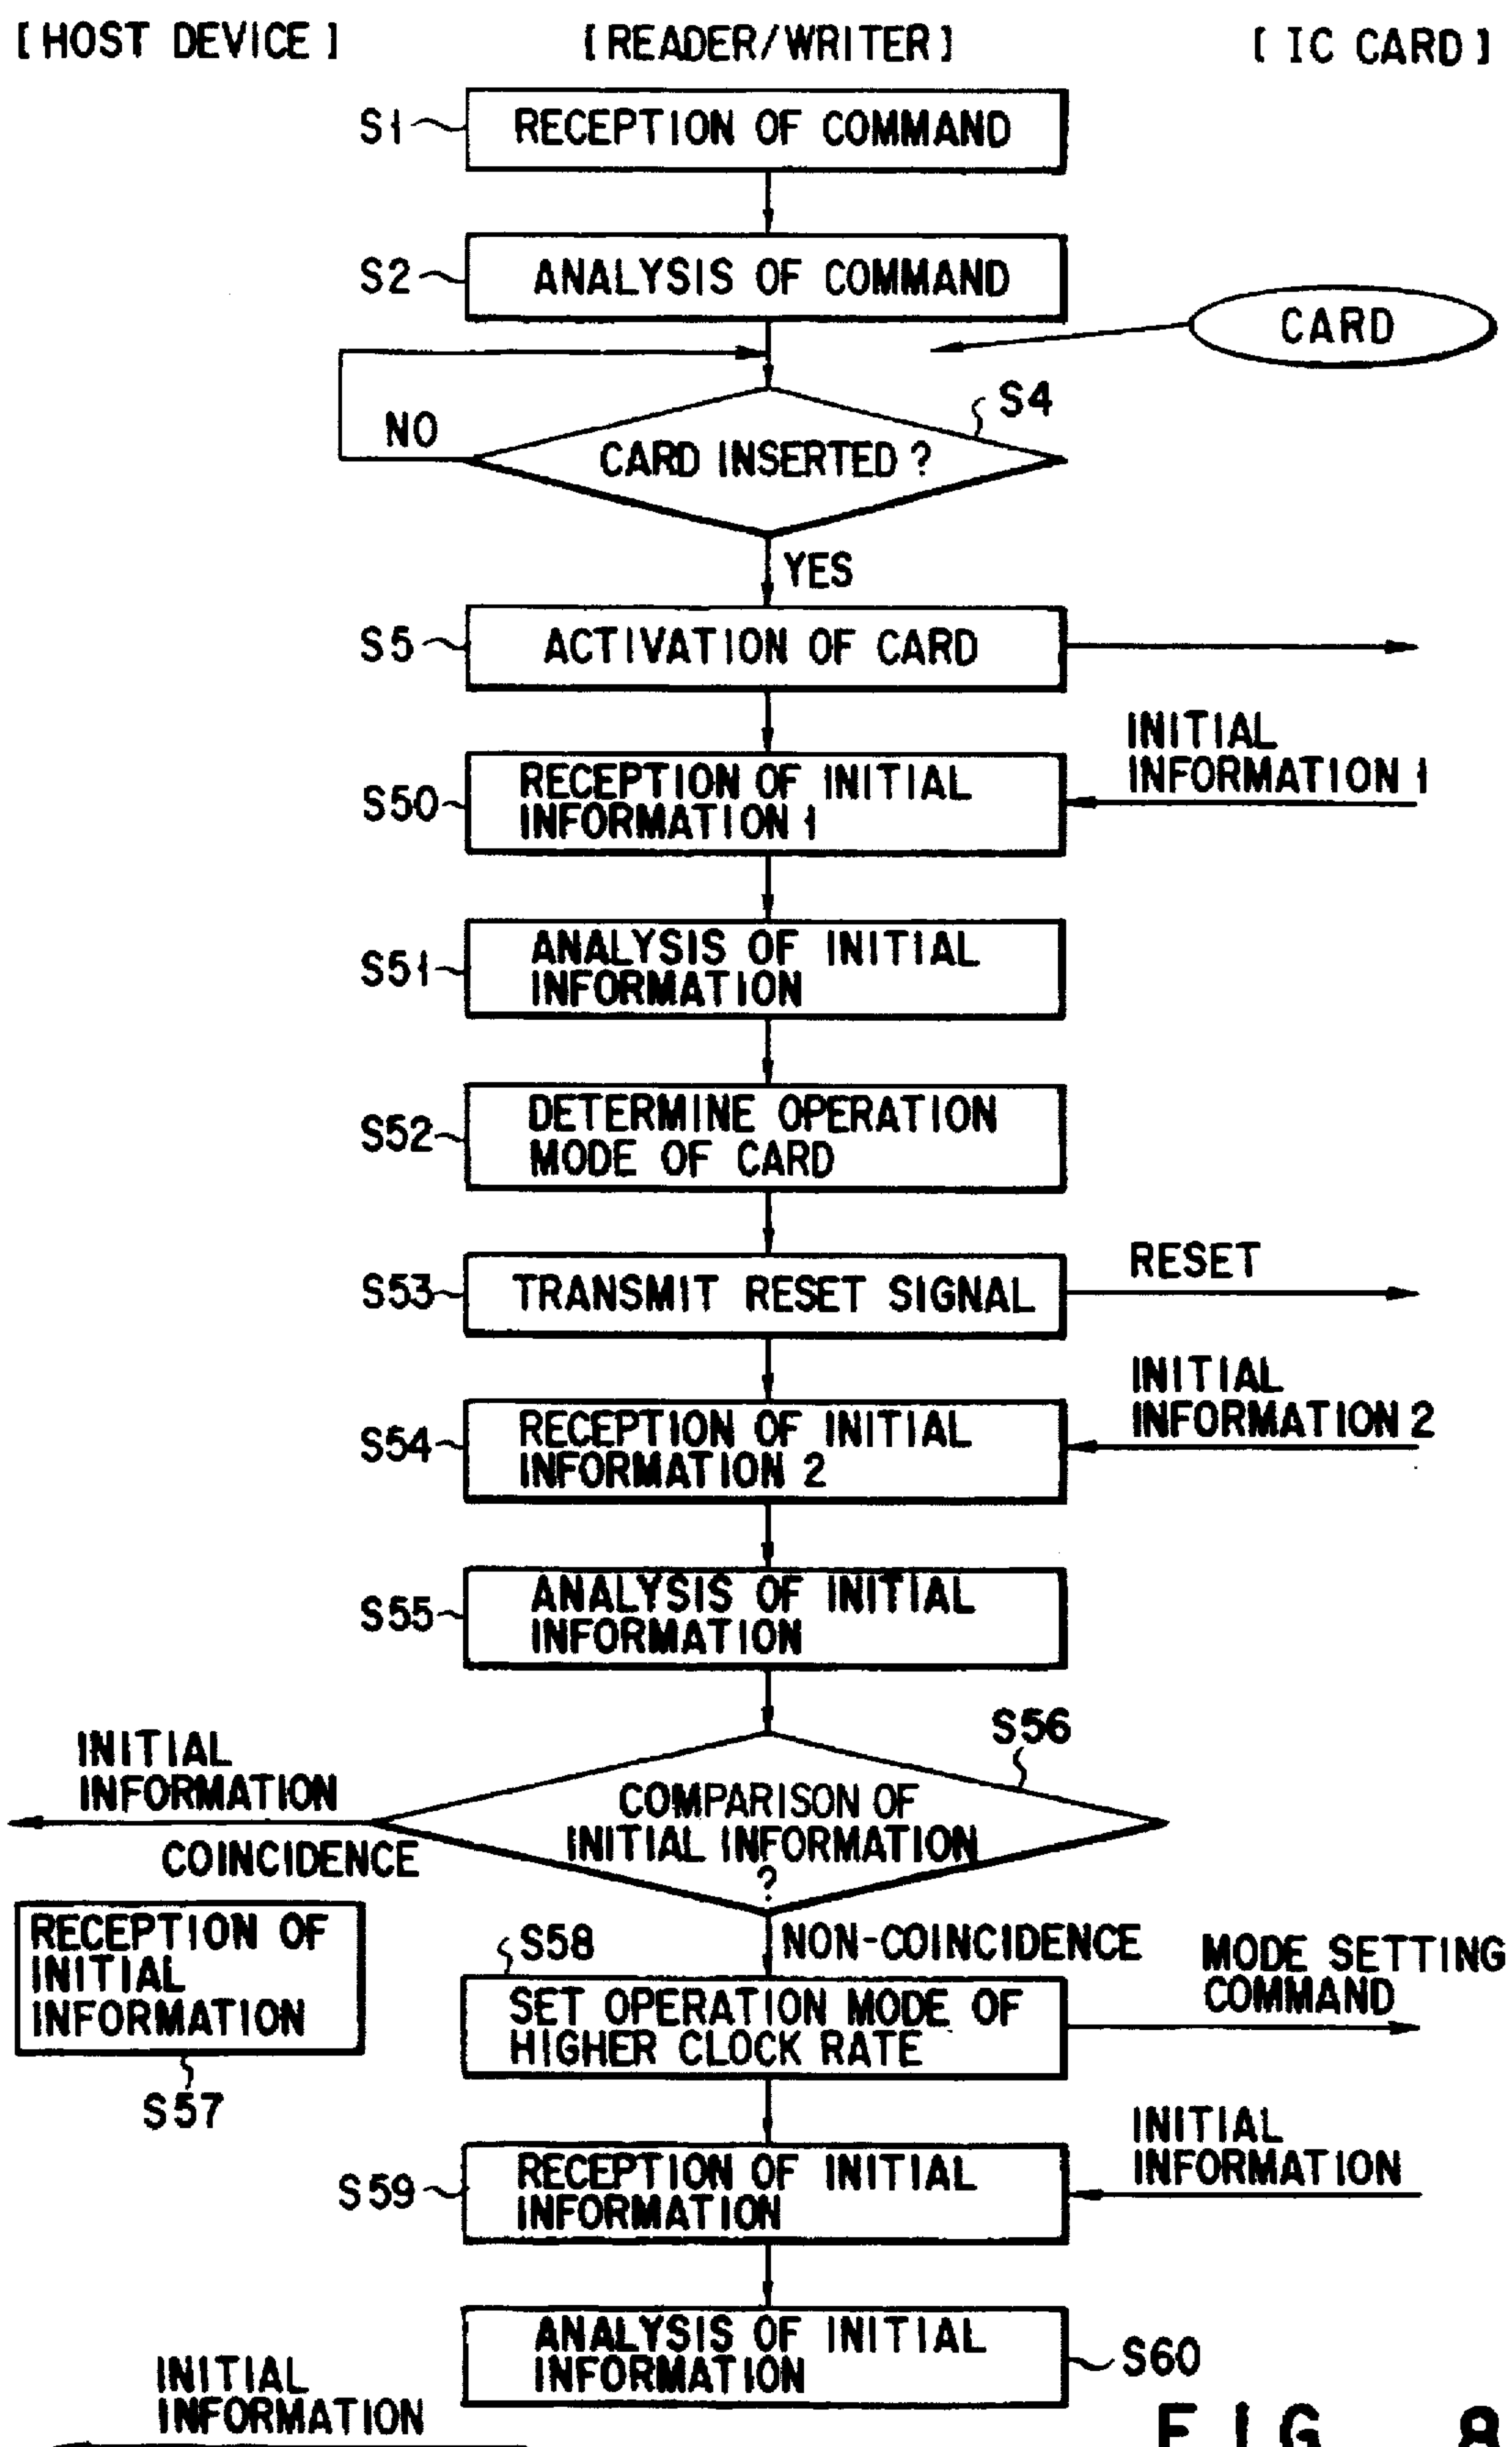 [HOST DEVICE]
[READER/WRITER]
[IC CARD]
S1
RECEPTION OF COMMAND
S2
ANALYSIS OF COMMAND
CARD
S4
NO
CARD INSERTED?
YES
S5
ACTIVATION OF CARD
INITIAL
INFORMATION 1
S50
RECEPTION OF INITIAL
INFORMATION 1
S51
ANALYSIS OF INITIAL
INFORMATION
S52
DETERMINE OPERATION
MODE OF CARD
RESET
S53
TRANSMIT RESET SIGNAL
INITIAL
INFORMATION 2
S54
RECEPTION OF INITIAL
INFORMATION 2
S55
ANALYSIS OF INITIAL
INFORMATION
S56
INITIAL
INFORMATION
COMPARISON OF
INITIAL INFORMATION
?
COINCIDENCE
RECEPTION OF
INITIAL
INFORMATION
S57
S58
NON-COINCIDENCE
MODE SETTING
COMMAND
SET OPERATION MODE OF
HIGHER CLOCK RATE
INITIAL
INFORMATION
S59
RECEPTION OF INITIAL
INFORMATION
ANALYSIS OF INITIAL
INFORMATION
S60
INITIAL
INFORMATION
FIG. 8